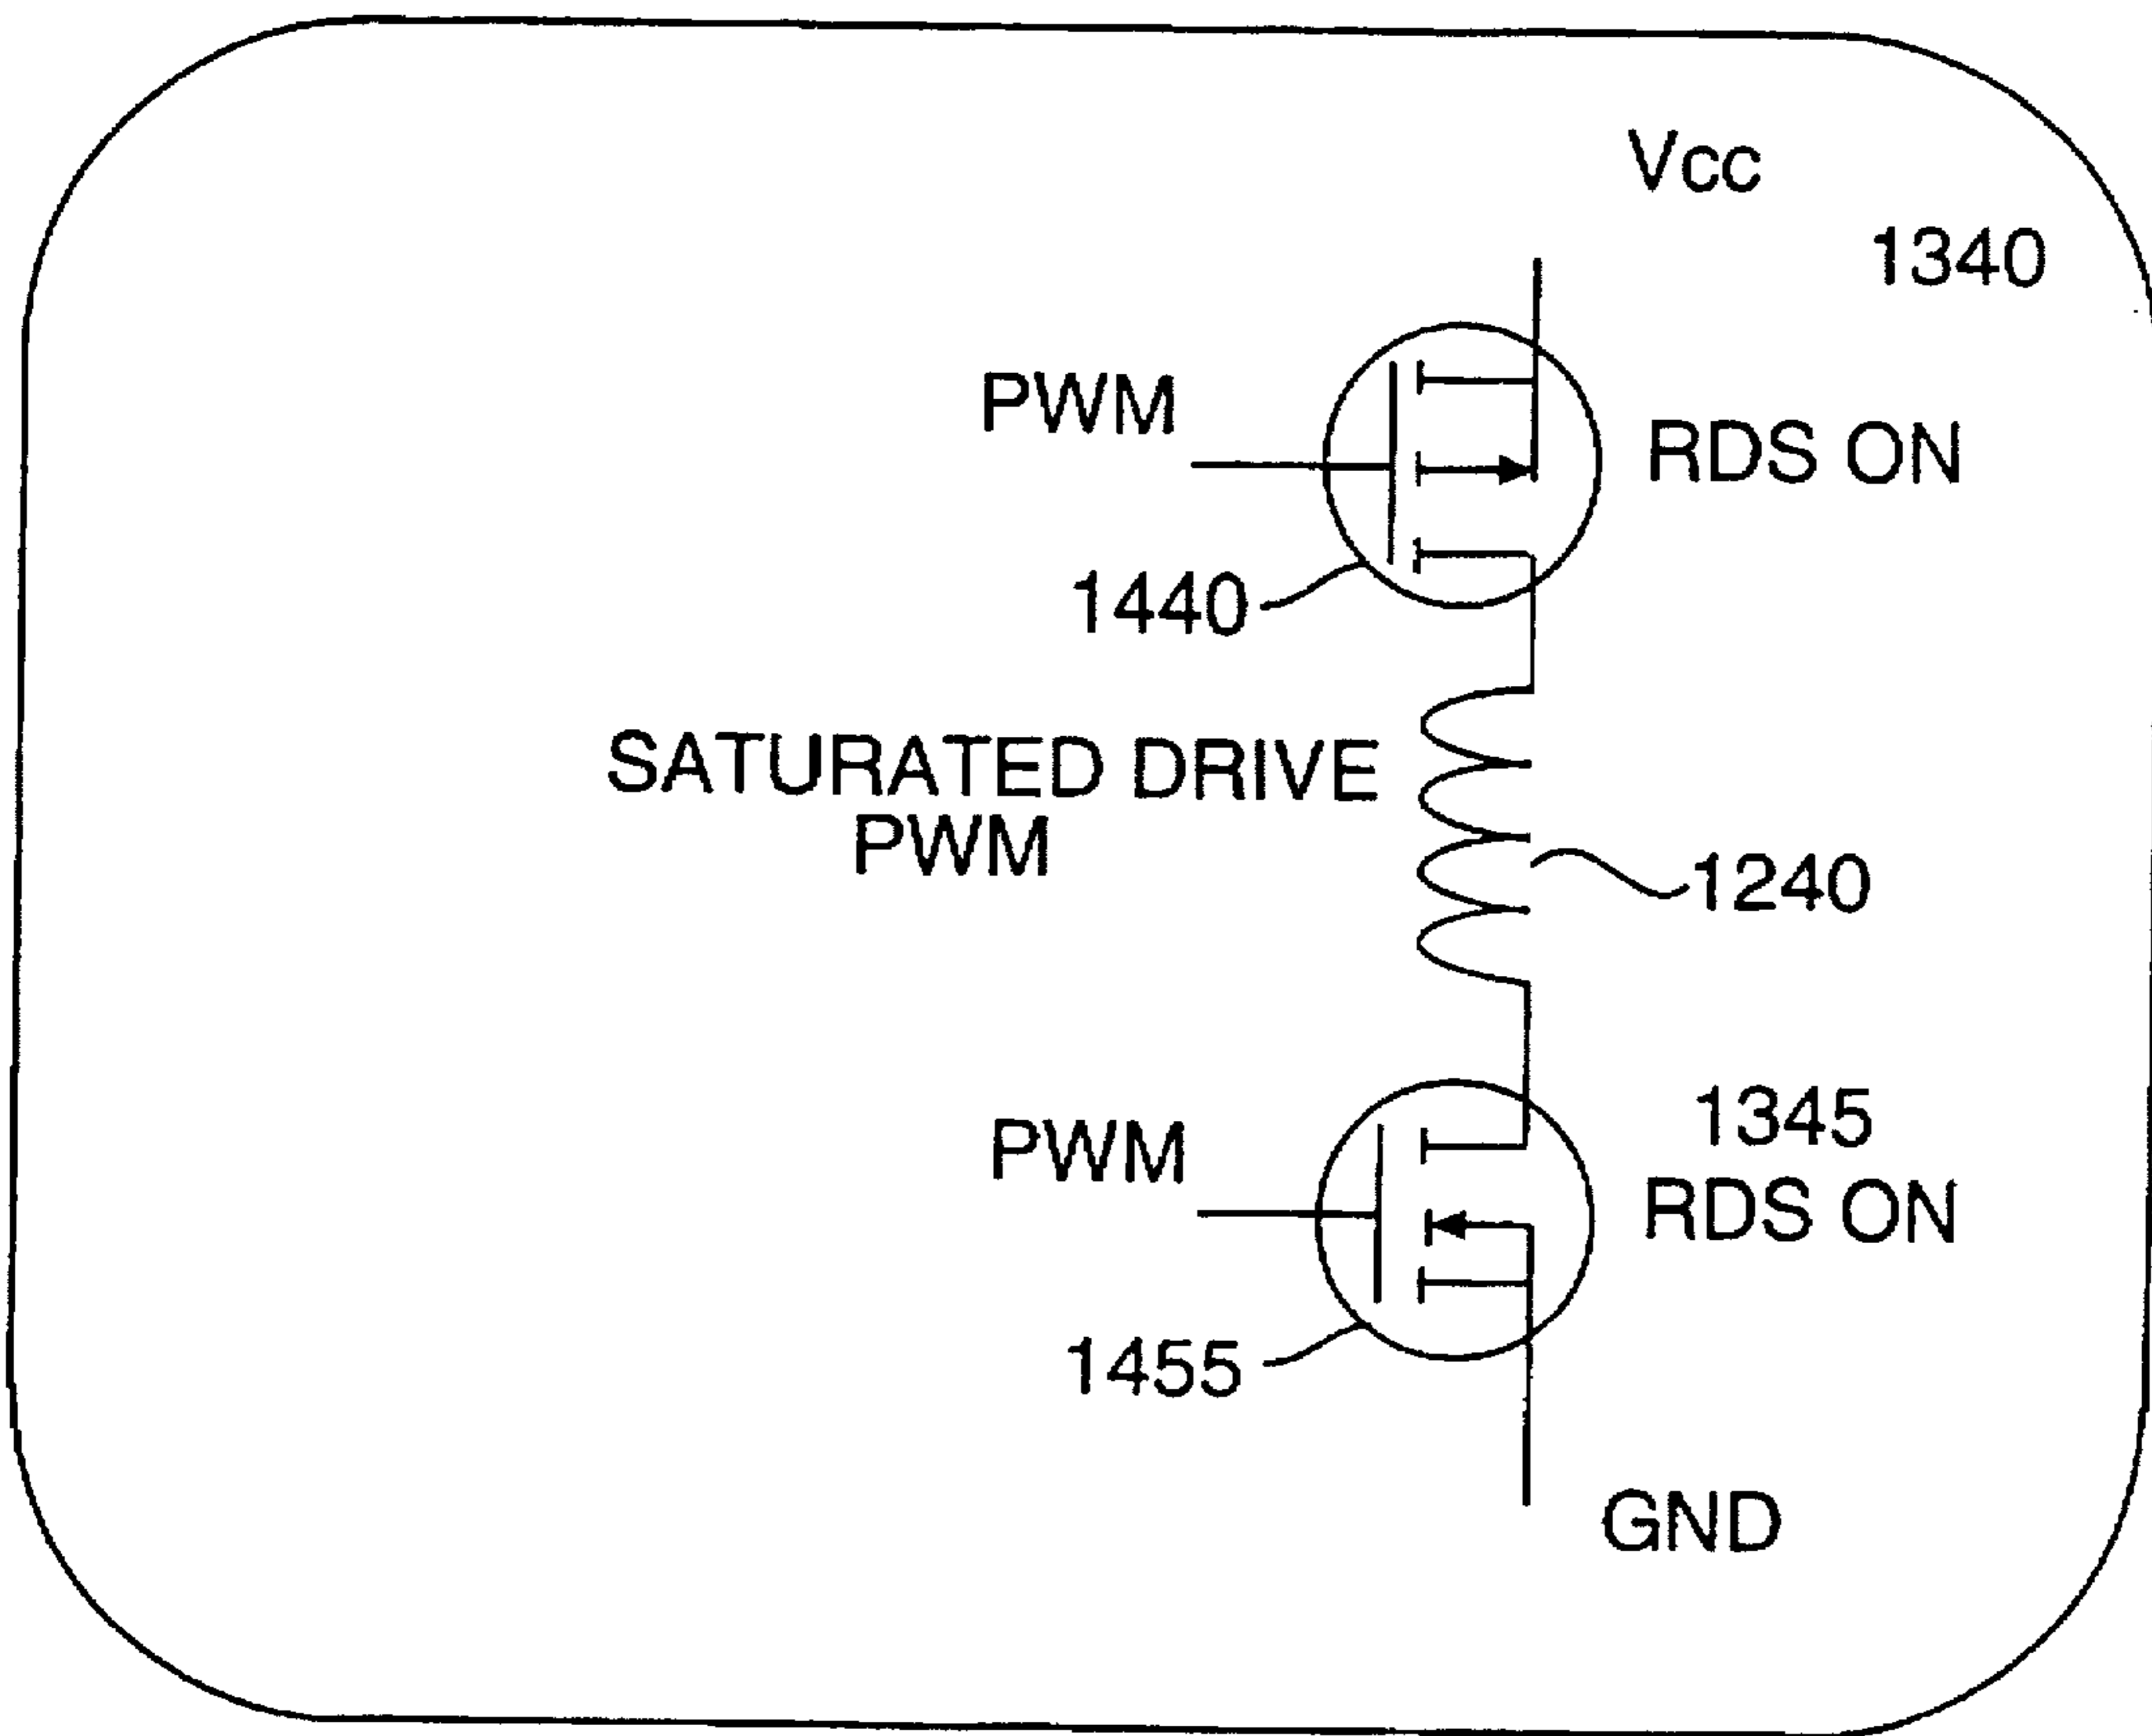 Vcc
1340
PWM
RDS ON
1440
SATURATED DRIVE
PWM
1240
1345
PWM
RDS ON
1455
GND